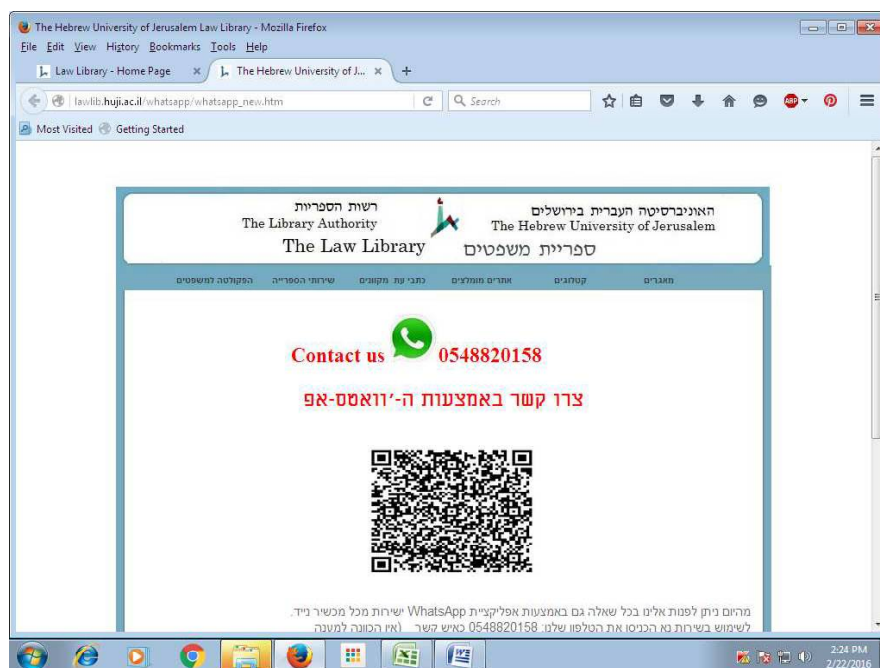 The Hebrew University of Jerusalem Law Library - Mozilla Firefox
File Edit View History Bookmarks Tools Help
Law Library - Home Page
The Hebrew University of J...
lawlib.huji.ac.il/whatsapp/whatsapp_new.htm
Search
ABP
Most Visited
Getting Started
רשות הספריות
האוניברסיטה העברית בירושלים
The Library Authority
The Hebrew University of Jerusalem
The Law Library
ספריית משפטים
מאגרים קטלוגים אתרים מומלצים כתבי עת מקוונים שירותי הספרייה הפקולטה למשפטים
Contact us 0548820158
צרו קשר באמצעות ה-'וואטס-אפ
מהיום ניתן לפנות אלינו בכל שאלה גם באמצעות אפליקציית WhatsApp ישירות מכל מכשיר נייד.
לשימוש בשירות נא הכניסו את הטלפון שלנו: 0548820158 כאיש קשר (אין הכוונה למענה
2:24 PM
2/22/2016